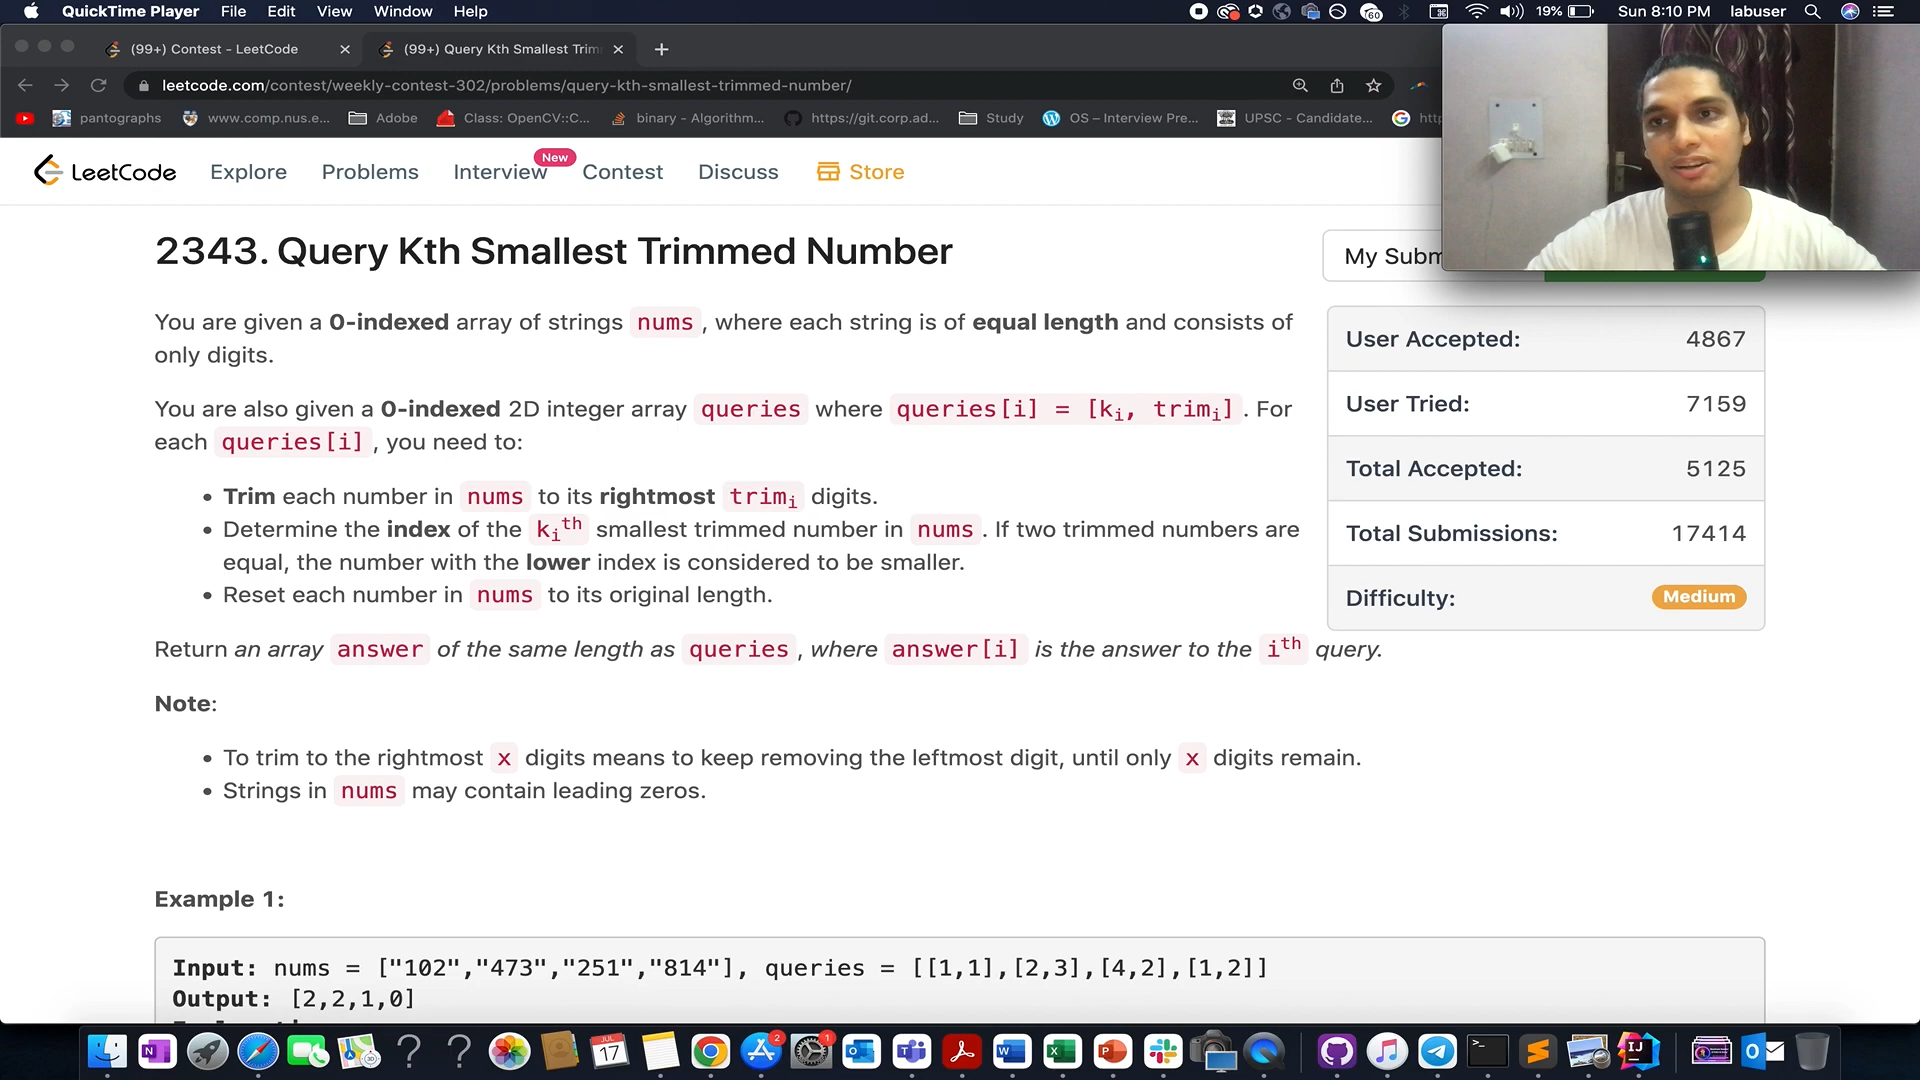 QuickTime Player File Edit View Window Help 60 19% Sun 8:10 PM labuser
(99+) Contest - LeetCode (99+) Query Kth Smallest Trim
leetcode.com/contest/weekly-contest-302/problems/query-kth-smallest-trimmed-number/
pantographs www.comp.nus.e... Adobe Class: OpenCV::C... binary - Algorithm... https://git.corp.ad... Study OS – Interview Pre... UPSC - Candidate... http
LeetCode Explore Problems Interview New Contest Discuss Store
2343. Query Kth Smallest Trimmed Number
My Subm
You are given a 0-indexed array of strings nums, where each string is of equal length and consists of
only digits.
You are also given a 0-indexed 2D integer array queries where queries[i] = [kᵢ, trimᵢ]. For
each queries[i], you need to:
• Trim each number in nums to its rightmost trimᵢ digits.
• Determine the index of the kᵢᵗʰ smallest trimmed number in nums. If two trimmed numbers are
equal, the number with the lower index is considered to be smaller.
• Reset each number in nums to its original length.
Return an array answer of the same length as queries, where answer[i] is the answer to the iᵗʰ query.
Note:
• To trim to the rightmost x digits means to keep removing the leftmost digit, until only x digits remain.
• Strings in nums may contain leading zeros.
User Accepted: 4867
User Tried: 7159
Total Accepted: 5125
Total Submissions: 17414
Difficulty: Medium
Example 1:
Input: nums = ["102","473","251","814"], queries = [[1,1],[2,3],[4,2],[1,2]]
Output: [2,2,1,0]
JUL
17
2
1